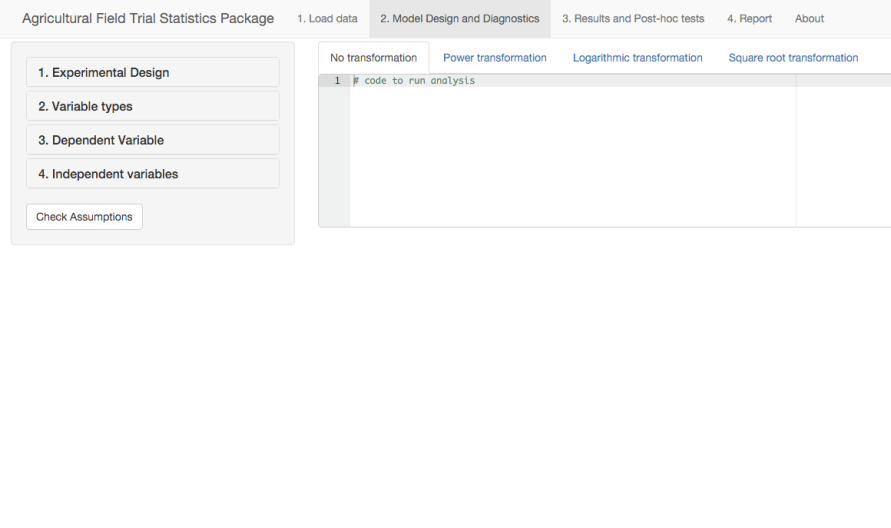 Agricultural Field Trial Statistics Package 1. Load data 2. Model Design and Diagnostics 3. Results and Post-hoc tests 4. Report About
1. Experimental Design
2. Variable types
3. Dependent Variable
4. Independent variables
Check Assumptions
No transformation Power transformation Logarithmic transformation Square root transformation
1 # code to run analysis